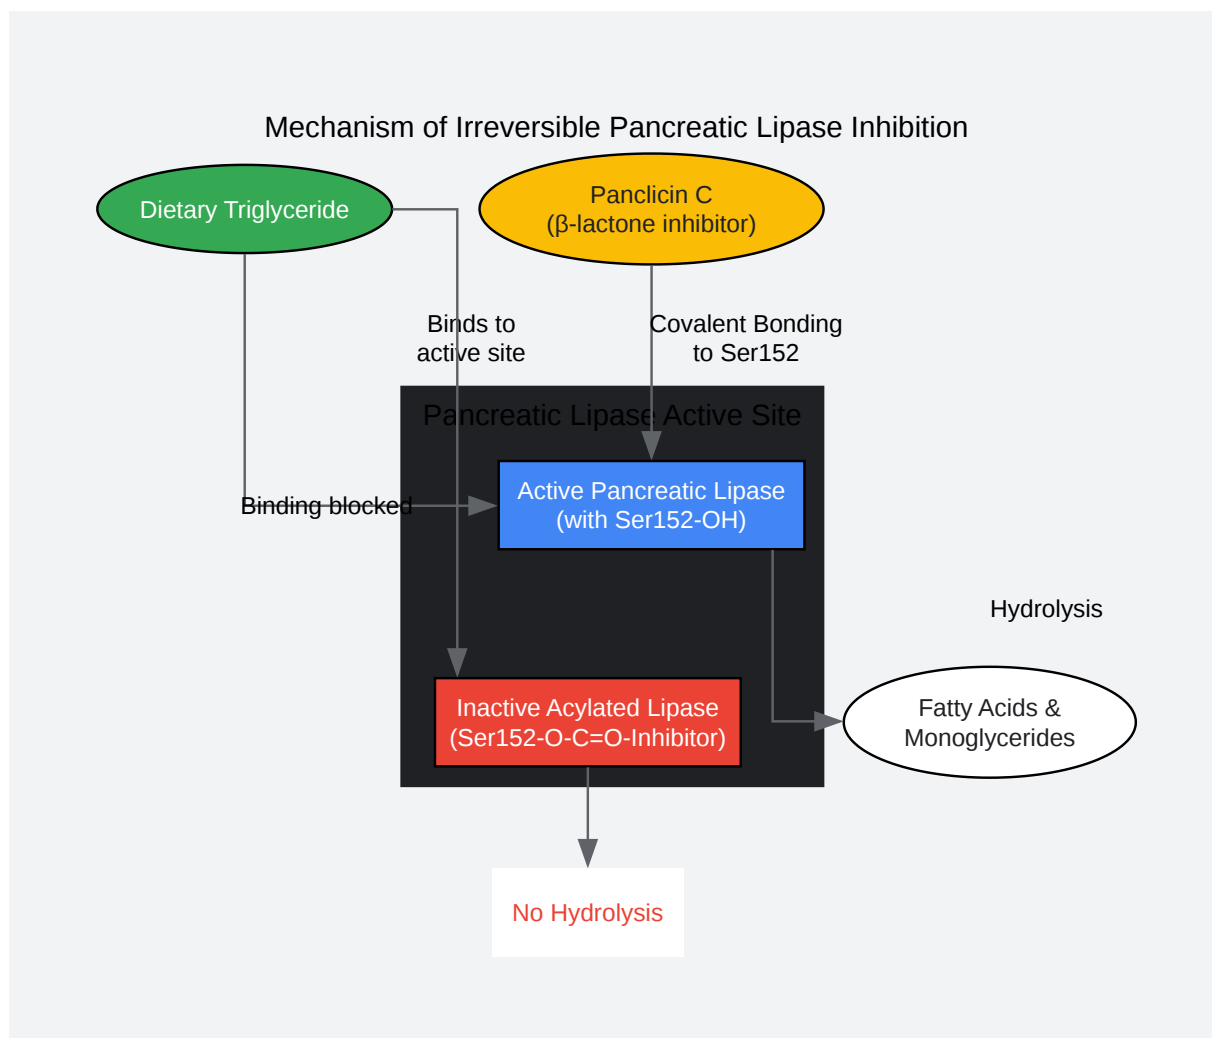 Mechanism of Irreversible Pancreatic Lipase Inhibition
Dietary Triglyceride
Panclicin C
(β-lactone inhibitor)
Binds to
active site
Covalent Bonding
to Ser152
Pancreatic Lipase Active Site
Active Pancreatic Lipase
(with Ser152-OH)
Binding blocked
Hydrolysis
Inactive Acylated Lipase
(Ser152-O-C=O-Inhibitor)
Fatty Acids &
Monoglycerides
No Hydrolysis